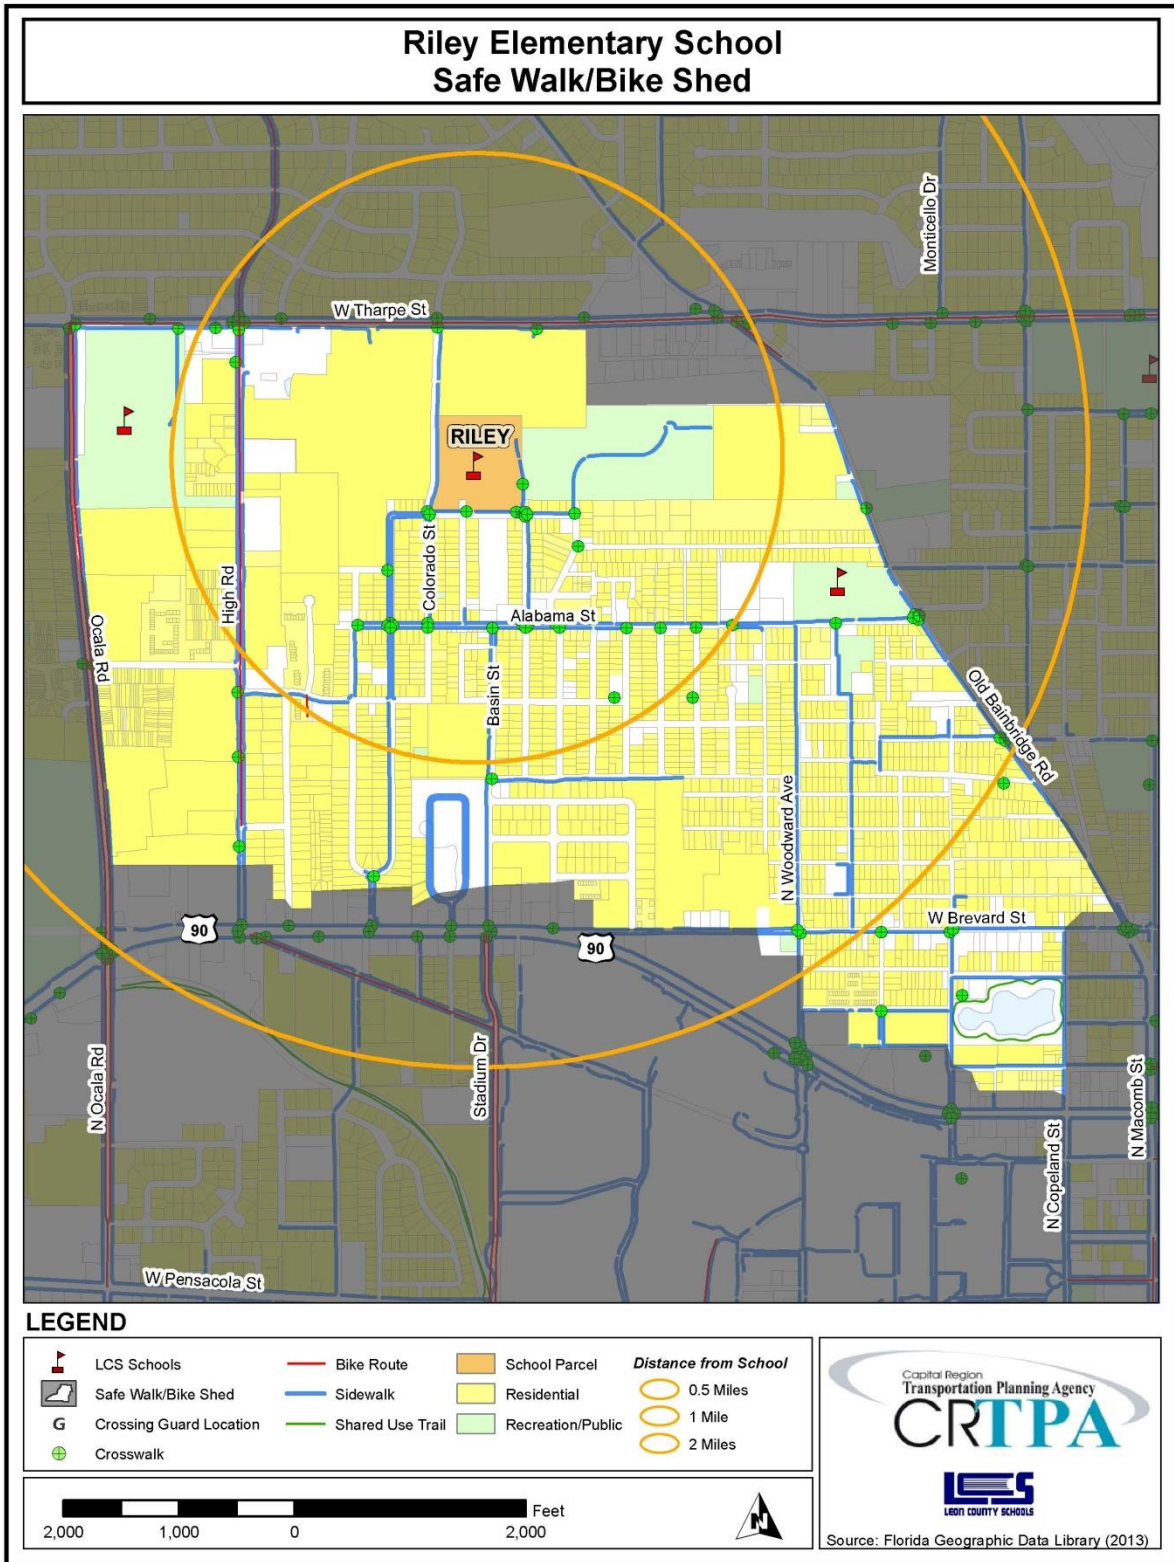 Riley Elementary School
Safe Walk/Bike Shed
Monticello Dr
W Tharpe St
RILEY
Colorado St
High Rd
Alabama St
Ocala Rd
Basin St
Old Bainbridge Rd
N Woodward Ave
W Brevard St
90
90
N Ocala Rd
Stadium Dr
N Macomb St
N Copeland St
W Pensacola St
LEGEND
LCS Schools
Safe Walk/Bike Shed
G Crossing Guard Location
Crosswalk
Bike Route
Sidewalk
Shared Use Trail
School Parcel
Residential
Recreation/Public
Distance from School
0.5 Miles
1 Mile
2 Miles
Feet
2,000 1,000 0 2,000
N
Capital Region
Transportation Planning Agency
CRTPA
LCS
LEON COUNTY SCHOOLS
Source: Florida Geographic Data Library (2013)